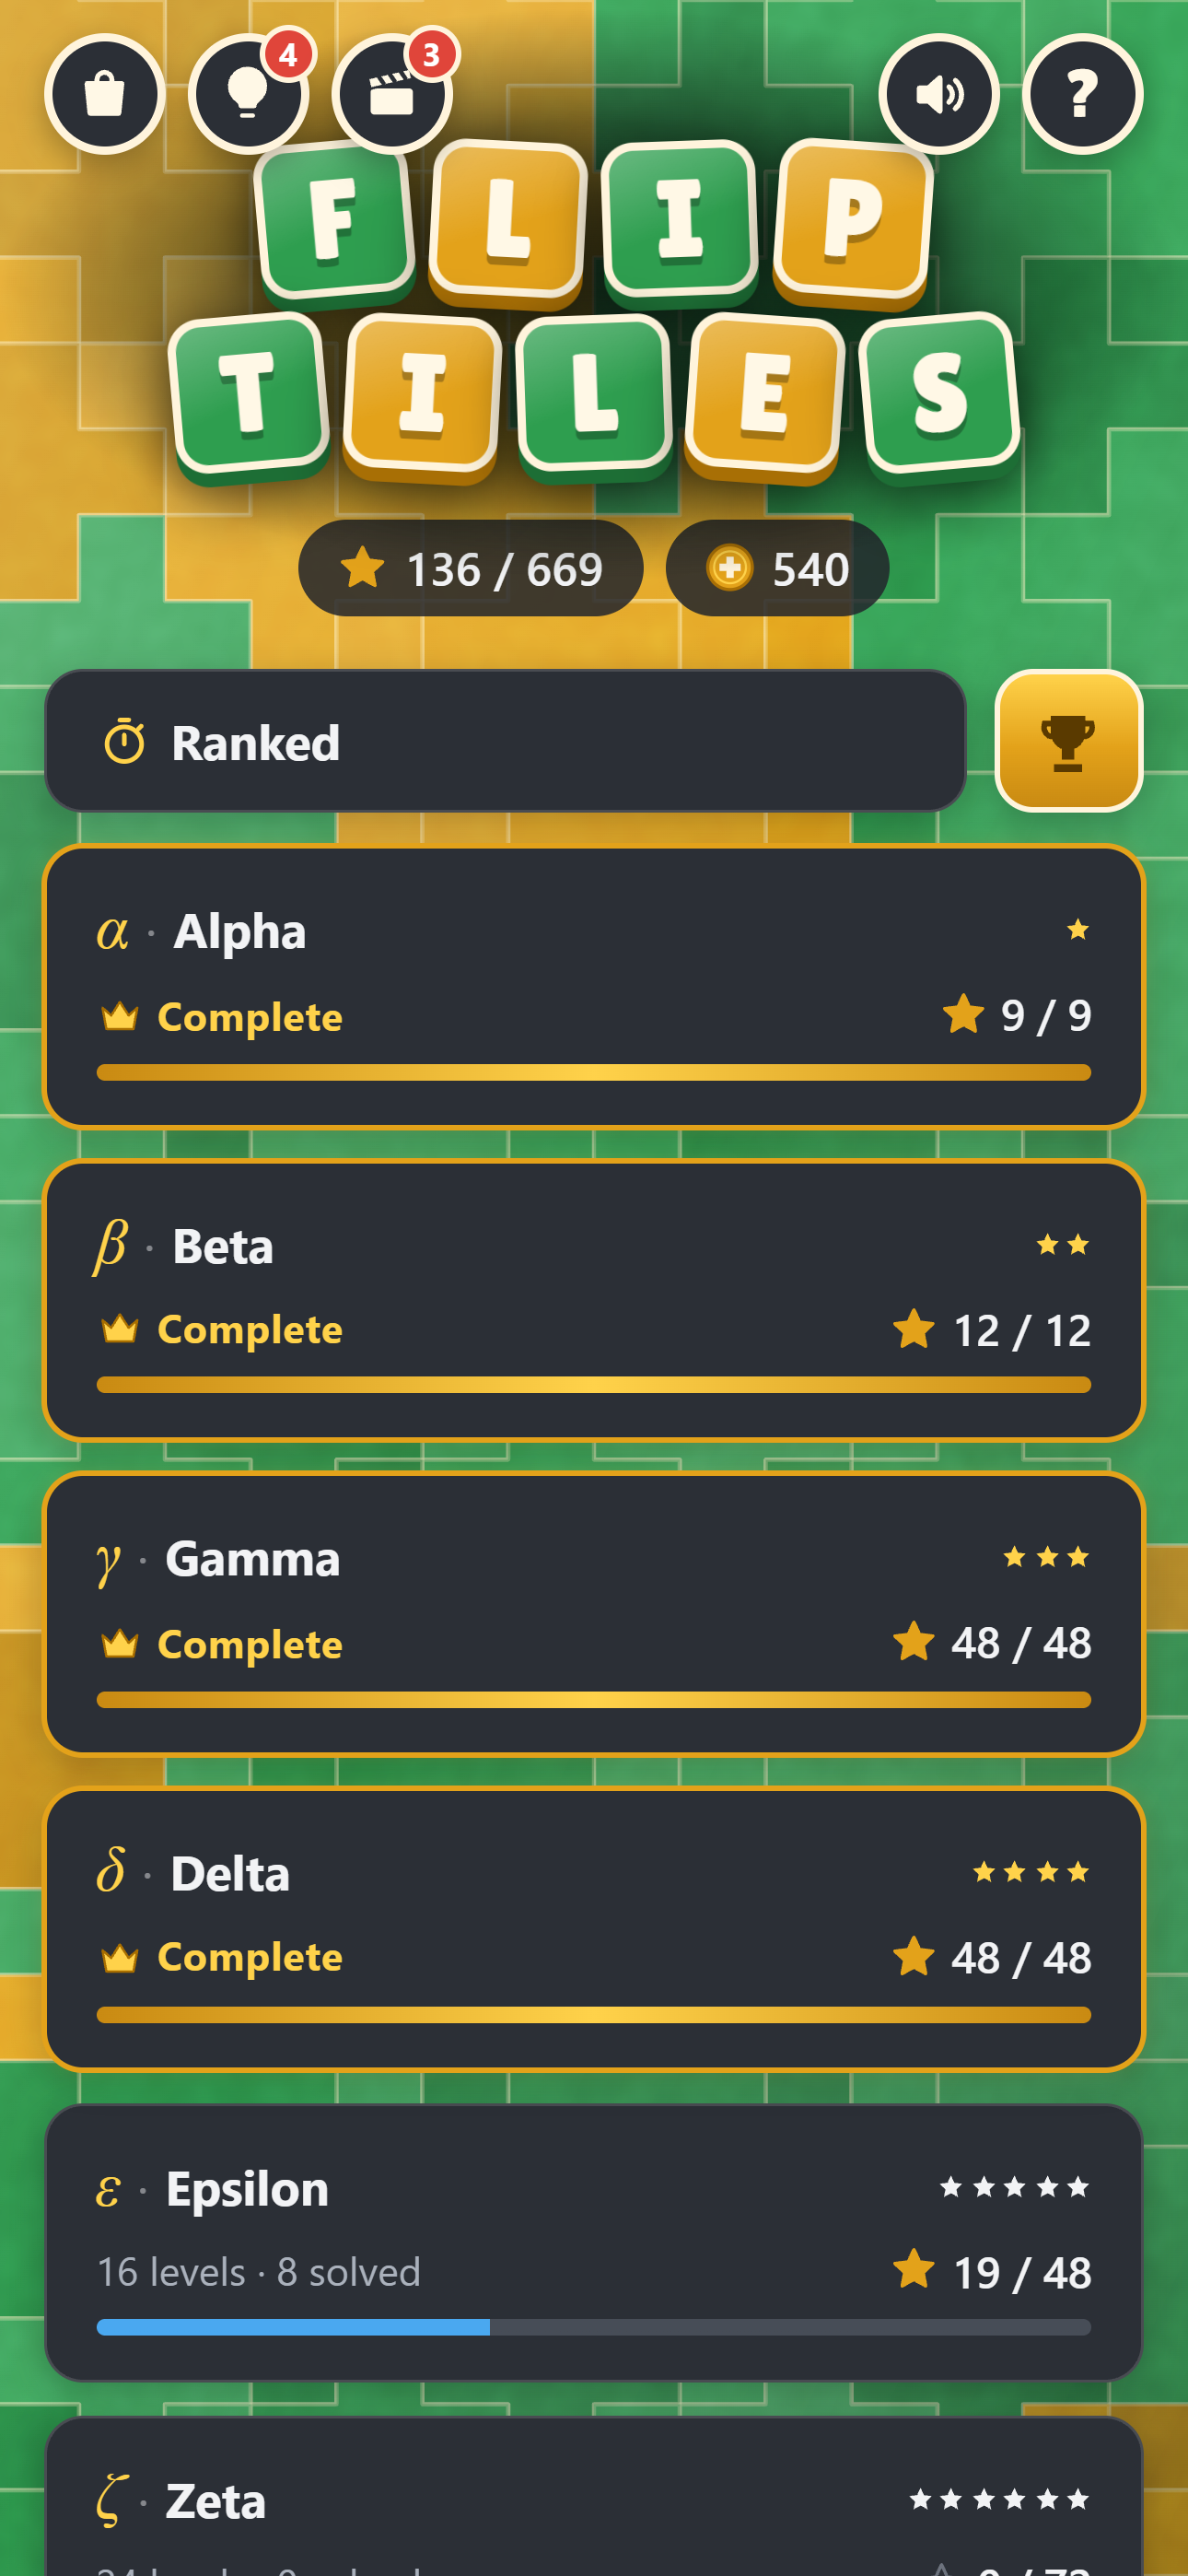 4
3
?
FLIP
TILES
136 / 669
540
Ranked
α · Alpha
Complete
9 / 9
β · Beta
Complete
12 / 12
γ · Gamma
Complete
48 / 48
δ · Delta
Complete
48 / 48
ε · Epsilon
16 levels · 8 solved
19 / 48
ζ · Zeta